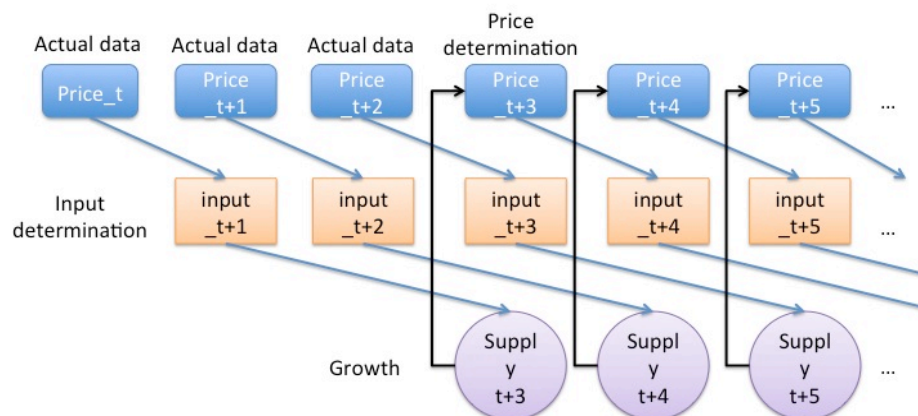 Price
determination
Actual data
Actual data
Actual data
Price_t
Price
_t+1
Price
_t+2
Price
_t+3
Price
_t+4
Price
_t+5
...
Input
determination
input
_t+1
input
_t+2
input
_t+3
input
_t+4
input
_t+5
...
Growth
Suppl
y
t+3
Suppl
y
t+4
Suppl
y
t+5
...